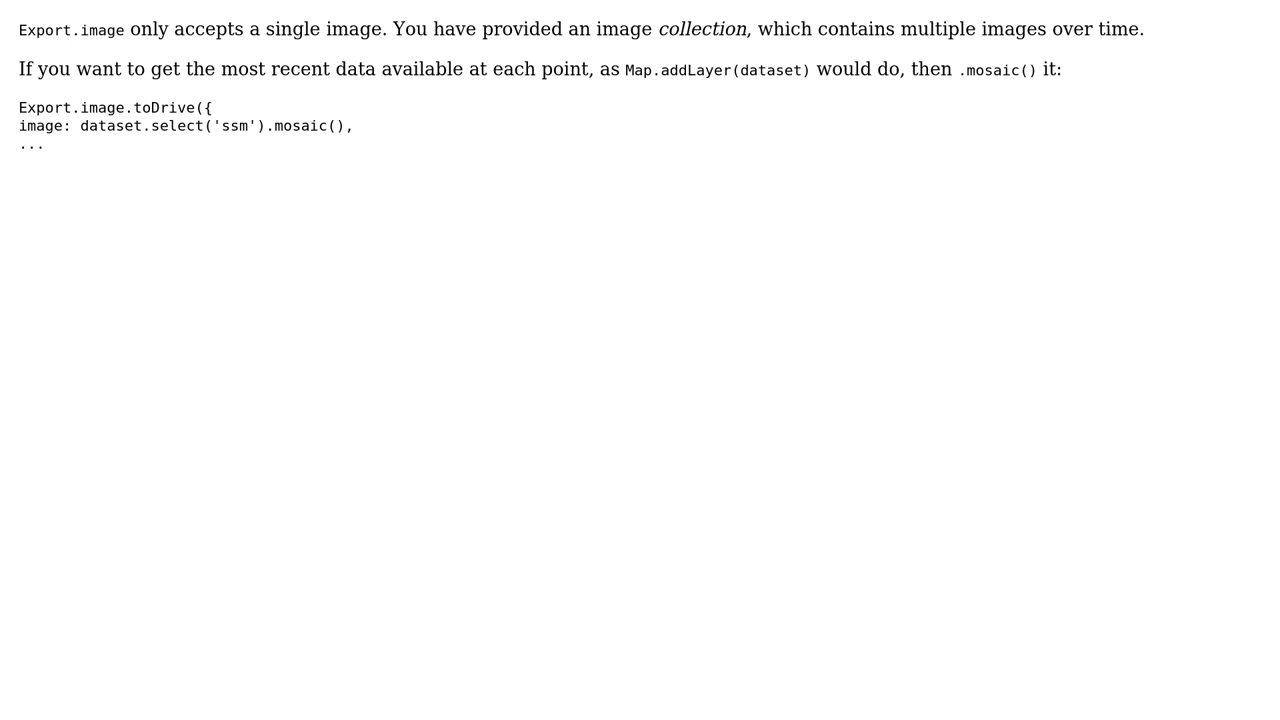 Export.image only accepts a single image. You have provided an image collection, which contains multiple images over time.
If you want to get the most recent data available at each point, as Map.addLayer(dataset) would do, then .mosaic() it:
Export.image.toDrive({
image: dataset.select('ssm').mosaic(),
...